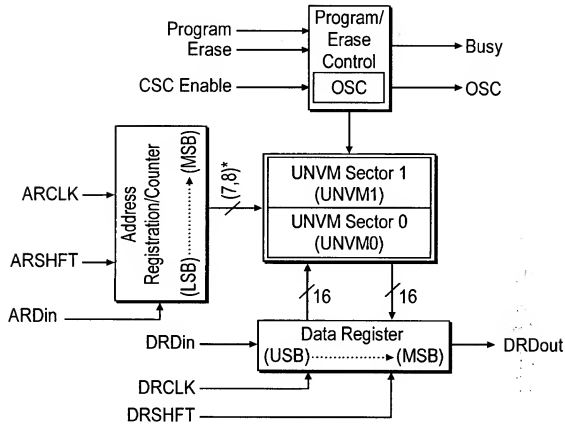 Program
Erase
CSC Enable
Program/
Erase
Control
OSC
Busy
OSC
ARCLK
ARSHFT
ARDin
Address
Registration/Counter
(LSB) (MSB)
(7,8)*
UNVM Sector 1
(UNVM1)
UNVM Sector 0
(UNVM0)
16
16
DRDin
DRCLK
DRSHFT
Data Register
(USB) (MSB)
DRDout